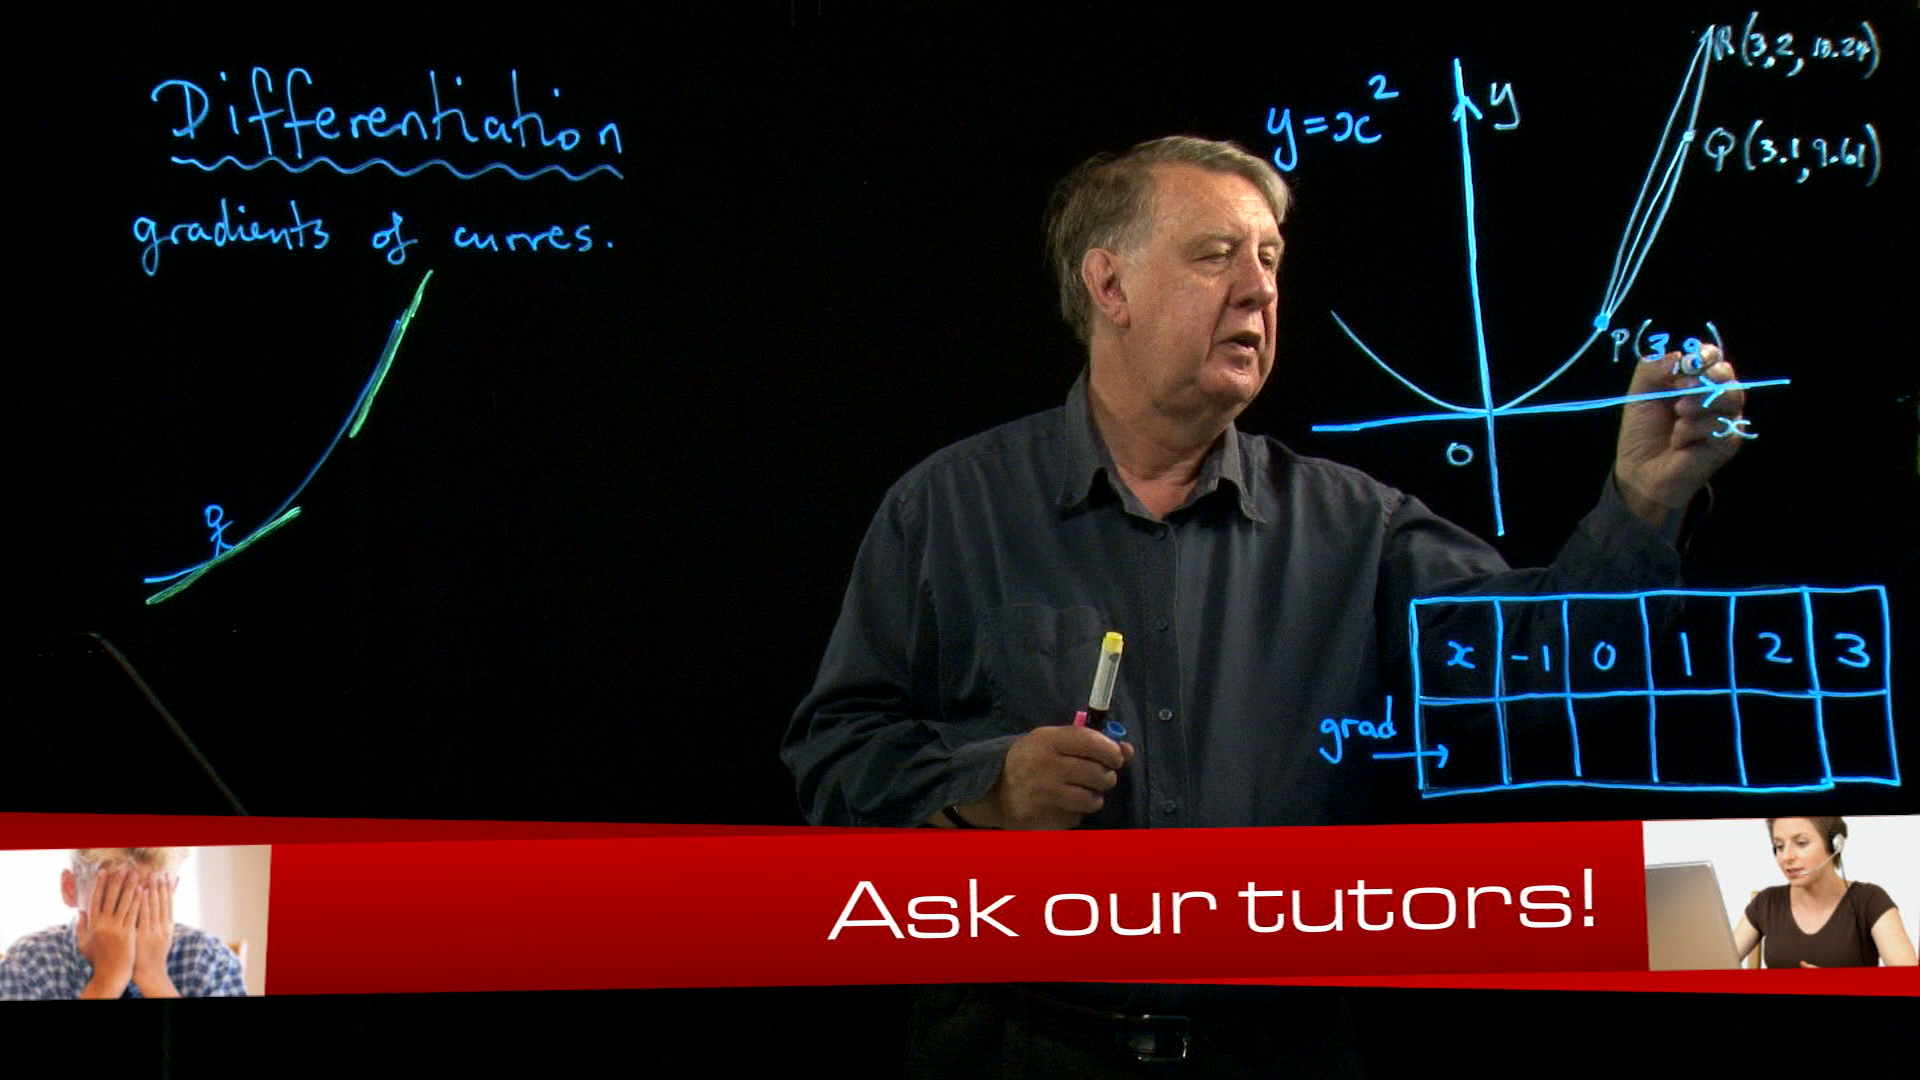 Differentiation
gradients of curves.
y=x²
y
R(3.2, 10.24)
Q(3.1, 9.61)
P(3,9)
x
0
x -1 0 1 2 3
grad
Ask our tutors!